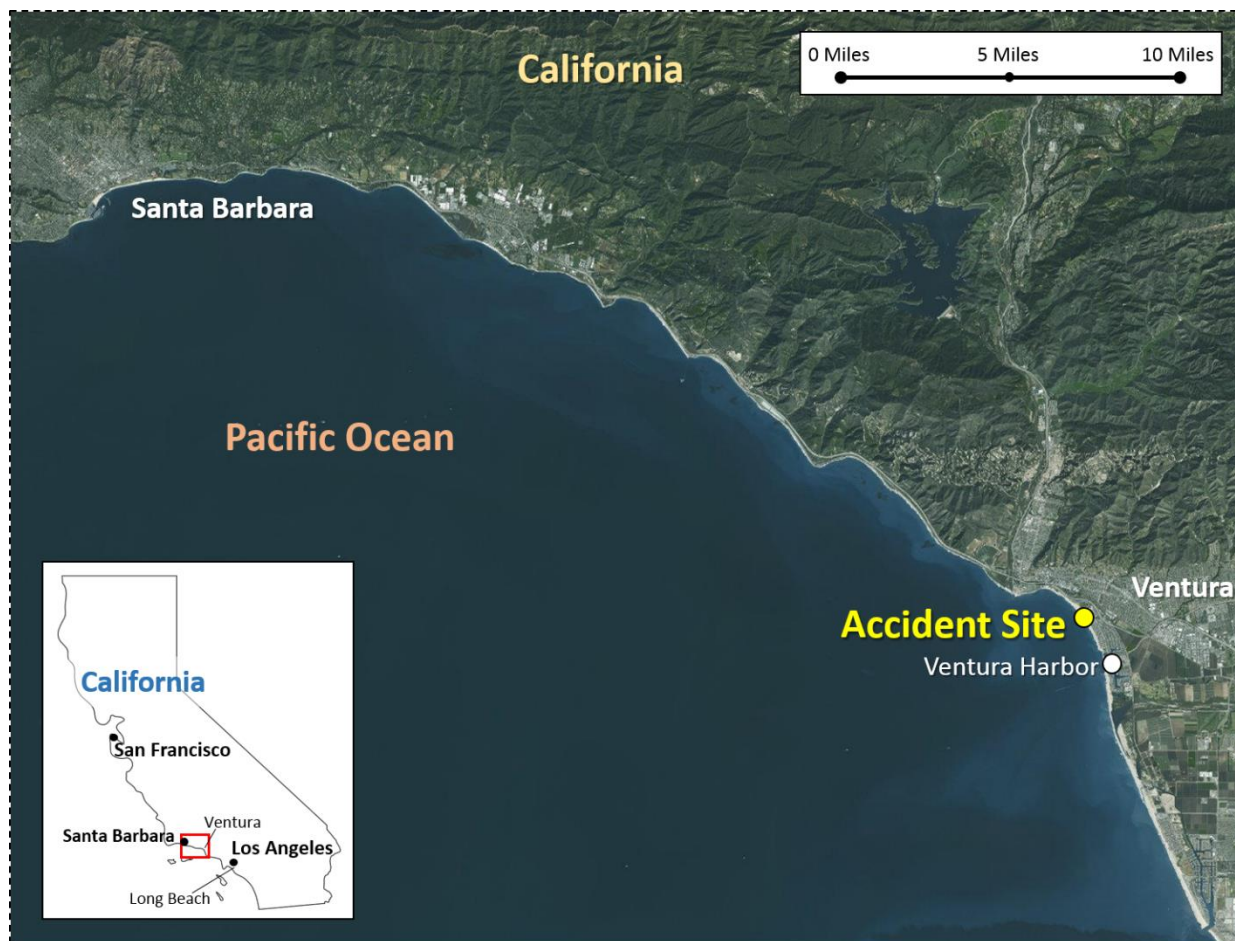 California
0 Miles 5 Miles 10 Miles
Santa Barbara
Pacific Ocean
Ventura
Accident Site
Ventura Harbor
California
San Francisco
Santa Barbara
Ventura
Los Angeles
Long Beach